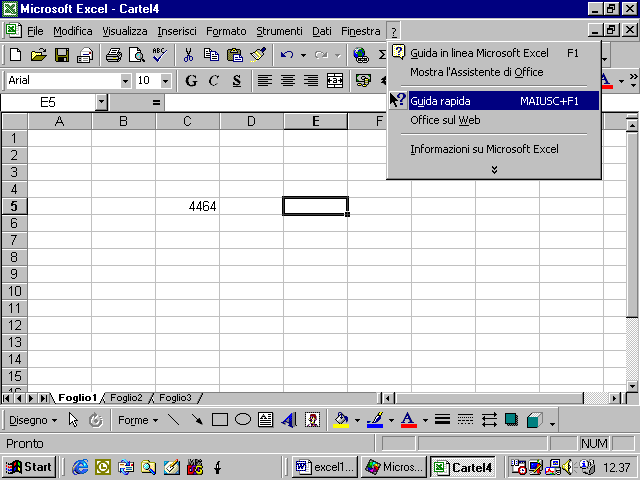 Microsoft Excel - Cartel4
File Modifica Visualizza Inserisci Formato Strumenti Dati Finestra ?
Guida in linea Microsoft Excel F1
Mostra l'Assistente di Office
Guida rapida MAIUSC+F1
Office sul Web
Informazioni su Microsoft Excel
Arial 10 G C S
E5 =
A B C D E F
1
2
3
4
5 4464
6
7
8
9
10
11
12
13
14
15
Foglio1 Foglio2 Foglio3
Disegno Forme
Pronto NUM
Start excel1... Micros... Cartel4 12.37